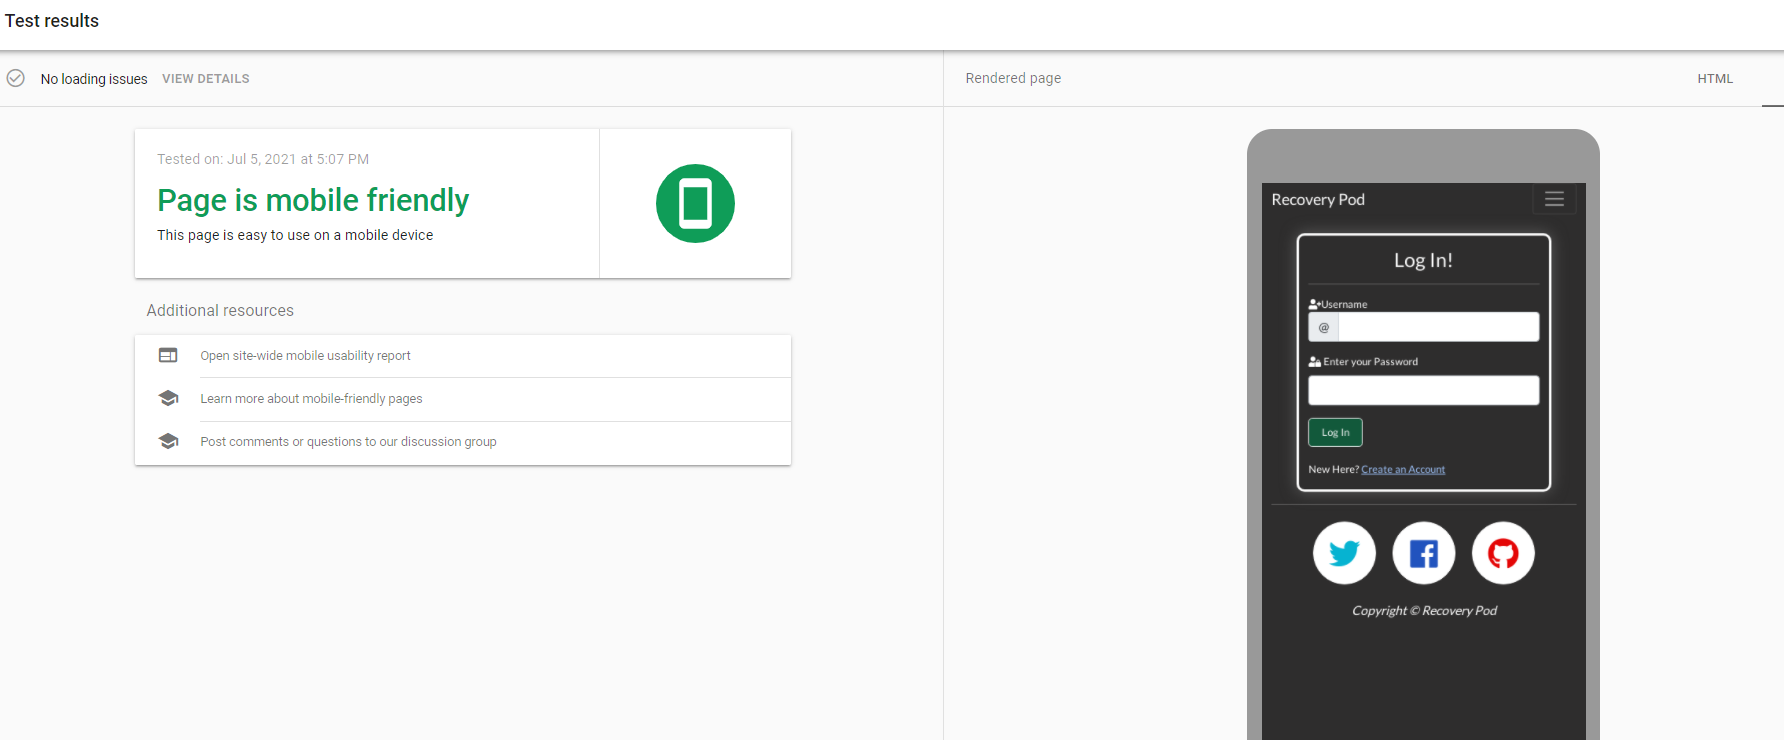 Test results
No loading issues VIEW DETAILS
Tested on: Jul 5, 2021 at 5:07 PM
Page is mobile friendly
This page is easy to use on a mobile device
Additional resources
Open site-wide mobile usability report
Learn more about mobile-friendly pages
Post comments or questions to our discussion group
Rendered page
HTML
Recovery Pod
Log In!
Username
@
Enter your Password
Log In
New Here? Create an Account
Copyright © Recovery Pod